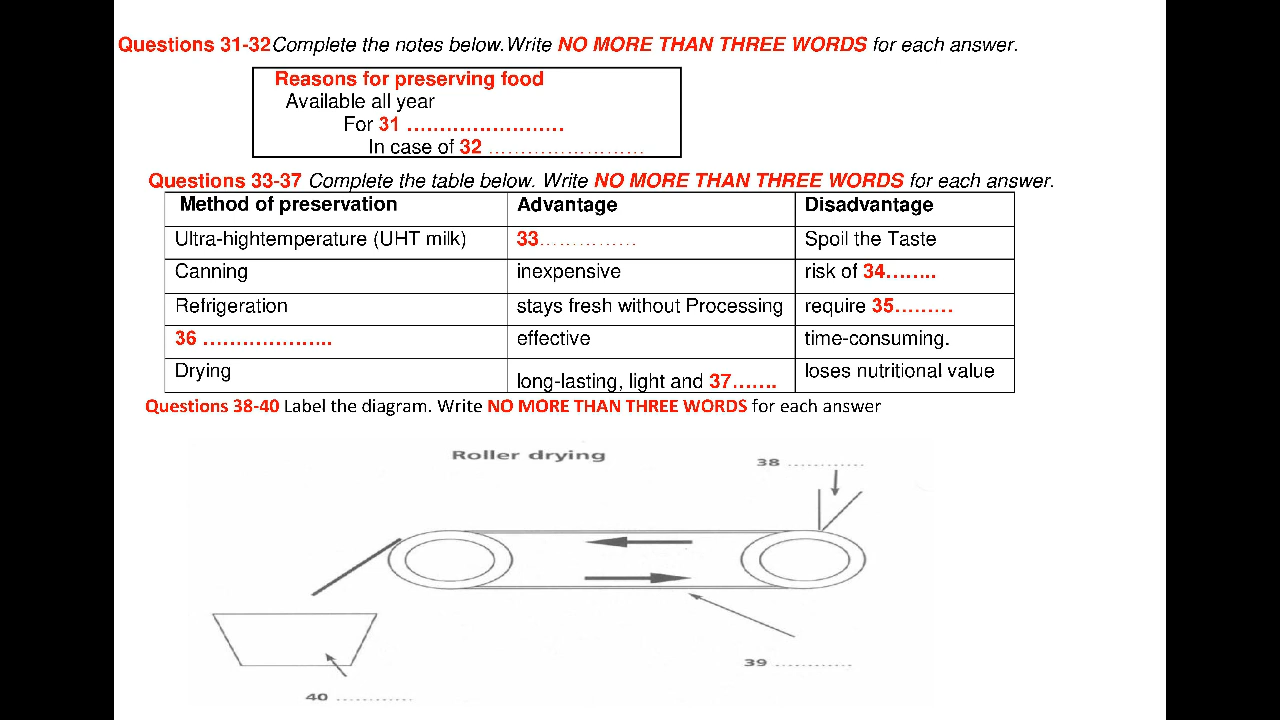 Questions 31-32Complete the notes below.Write NO MORE THAN THREE WORDS for each answer.
Reasons for preserving food
Available all year
For 31 ……………………
In case of 32 ……………………
Questions 33-37 Complete the table below. Write NO MORE THAN THREE WORDS for each answer.
Method of preservation Advantage Disadvantage
Ultra-hightemperature (UHT milk) 33…………… Spoil the Taste
Canning inexpensive risk of 34……..
Refrigeration stays fresh without Processing require 35………
36 ……………….. effective time-consuming.
Drying long-lasting, light and 37……. loses nutritional value
Questions 38-40 Label the diagram. Write NO MORE THAN THREE WORDS for each answer
Roller drying
38 ............
39 ............
40 ............